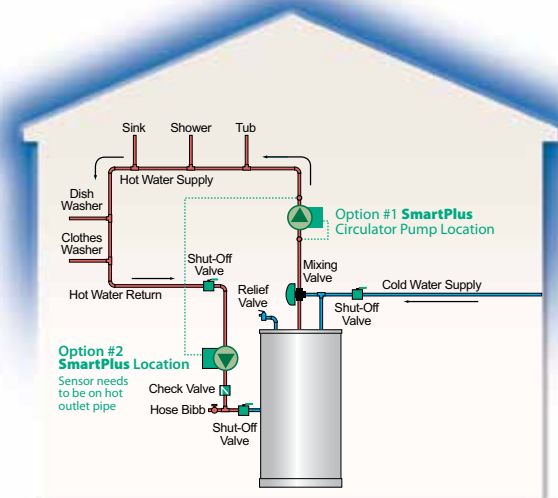 Sink
Shower
Tub
Hot Water Supply
Dish
Washer
Option #1 SmartPlus
Circulator Pump Location
Clothes
Washer
Shut-Off
Valve
Mixing
Valve
Cold Water Supply
Hot Water Return
Relief
Valve
Shut-Off
Valve
Option #2
SmartPlus Location
Sensor needs
to be on hot
outlet pipe
Check Valve
Hose Bibb
Shut-Off
Valve